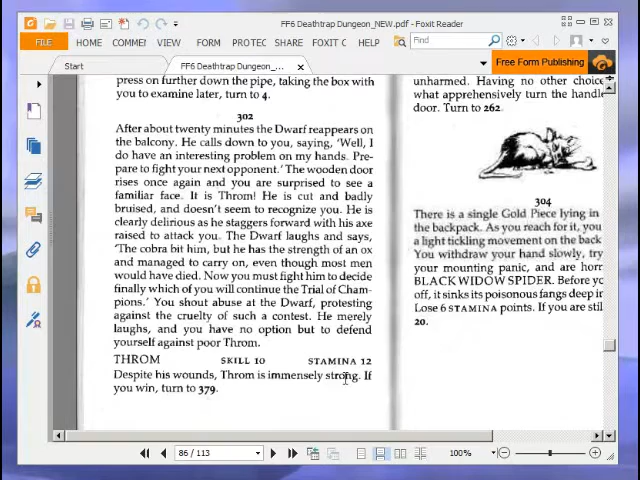 FF6 Deathtrap Dungeon_NEW.pdf - Foxit Reader
FILE HOME COMMEI VIEW FORM PROTEC SHARE FOXIT C HELP Find
Start FF6 Deathtrap Dungeon_... Free Form Publishing
press on further down the pipe, taking the box with
you to examine later, turn to 4.
302
After about twenty minutes the Dwarf reappears on
the balcony. He calls down to you, saying, 'Well, I
do have an interesting problem on my hands. Pre-
pare to fight your next opponent.' The wooden door
rises once again and you are surprised to see a
familiar face. It is Throm! He is cut and badly
bruised, and doesn't seem to recognize you. He is
clearly delirious as he staggers forward with his axe
raised to attack you. The Dwarf laughs and says,
'The cobra bit him, but he has the strength of an ox
and managed to carry on, even though most men
would have died. Now you must fight him to decide
finally which of you will continue the Trial of Cham-
pions.' You shout abuse at the Dwarf, protesting
against the cruelty of such a contest. He merely
laughs, and you have no option but to defend
yourself against poor Throm.
THROM SKILL 10 STAMINA 12
Despite his wounds, Throm is immensely strong. If
you win, turn to 379.
unharmed. Having no other choice
what apprehensively turn the handl
door. Turn to 262.
304
There is a single Gold Piece lying in
the backpack. As you reach for it, you
a light tickling movement on the back
You withdraw your hand slowly, try
your mounting panic, and are horr
BLACK WIDOW SPIDER. Before yo
off, it sinks its poisonous fangs deep in
Lose 6 STAMINA points. If you are stil
20.
86 / 113 100%